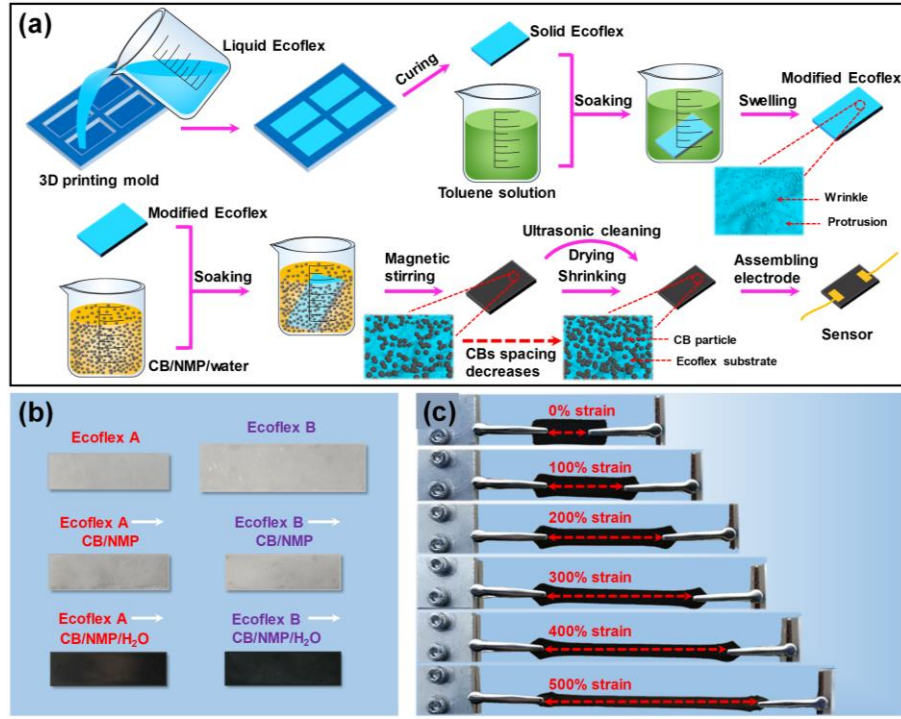 (a)
Liquid Ecoflex
3D printing mold
Curing
Solid Ecoflex
Toluene solution
Soaking
Swelling
Modified Ecoflex
Wrinkle
Protrusion
Modified Ecoflex
CB/NMP/water
Soaking
Magnetic
stirring
Ultrasonic cleaning
Drying
Shrinking
CBs spacing
decreases
CB particle
Ecoflex substrate
Assembling
electrode
Sensor
(b)
Ecoflex A
Ecoflex B
Ecoflex A
CB/NMP
Ecoflex B
CB/NMP
Ecoflex A
CB/NMP/H₂O
Ecoflex B
CB/NMP/H₂O
(c)
0% strain
100% strain
200% strain
300% strain
400% strain
500% strain